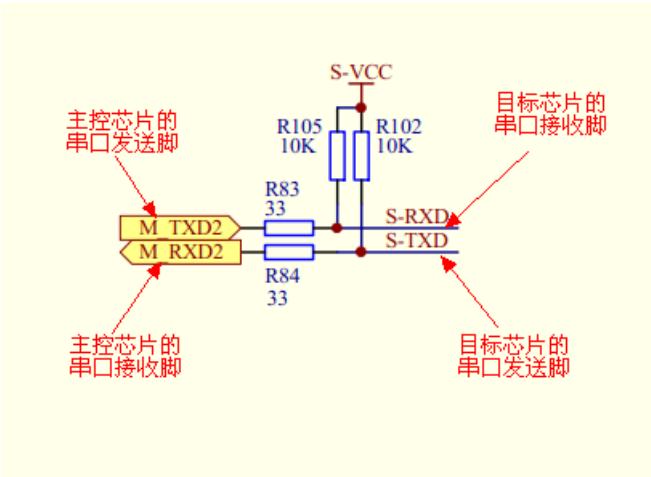 S-VCC
主控芯片的
串口发送脚
目标芯片的
串口接收脚
R105
10K
R102
10K
R83
33
M_TXD2
S-RXD
M_RXD2
S-TXD
R84
33
主控芯片的
串口接收脚
目标芯片的
串口发送脚